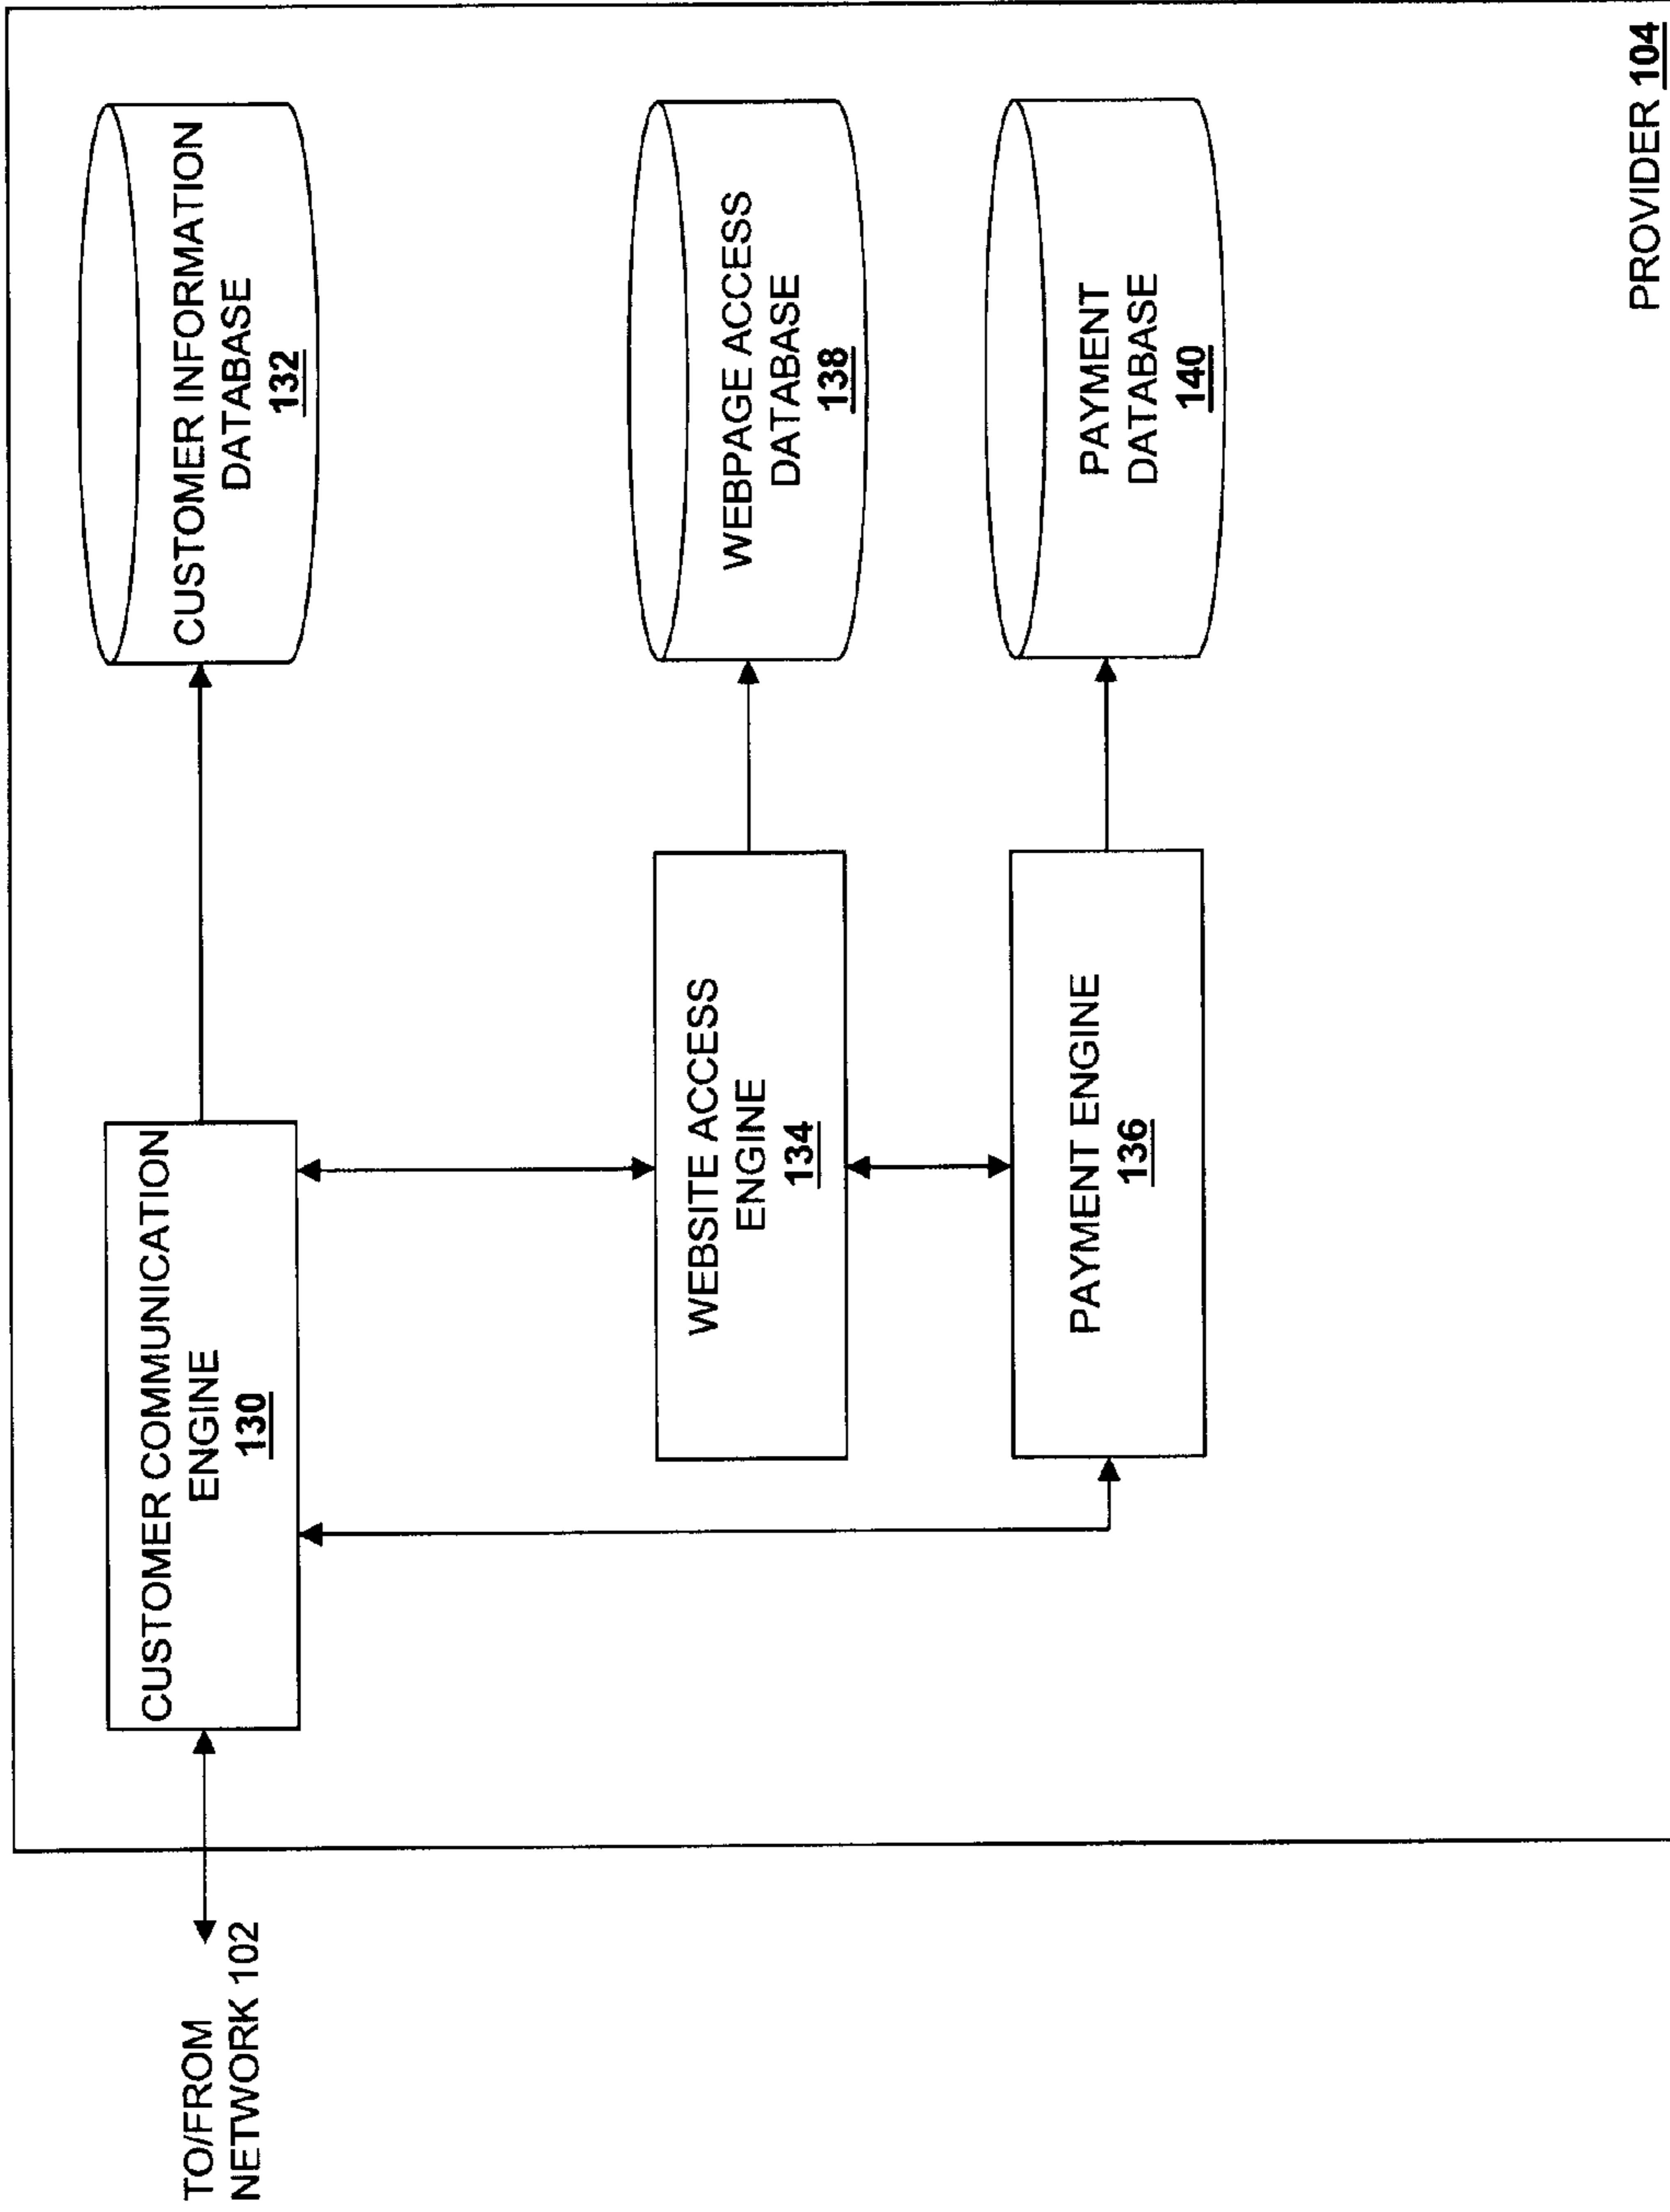 TO/FROM
NETWORK 102
CUSTOMER COMMUNICATION
ENGINE
130
CUSTOMER INFORMATION
DATABASE
132
WEBSITE ACCESS
ENGINE
134
WEBPAGE ACCESS
DATABASE
138
PAYMENT ENGINE
136
PAYMENT
DATABASE
140
PROVIDER 104